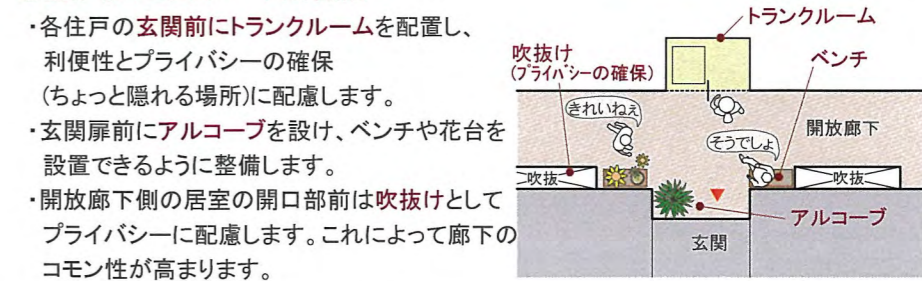 ・各住戸の玄関前にトランクルームを配置し、
利便性とプライバシーの確保
(ちょっと隠れる場所)に配慮します。
・玄関扉前にアルコーブを設け、ベンチや花台を
設置できるように整備します。
・開放廊下側の居室の開口部前は吹抜けとして
プライバシーに配慮します。これによって廊下の
コモン性が高まります。
トランクルーム
吹抜け
(プライバシーの確保)
ベンチ
きれいねぇ
そうでしょ
開放廊下
吹抜
吹抜
アルコーブ
玄関